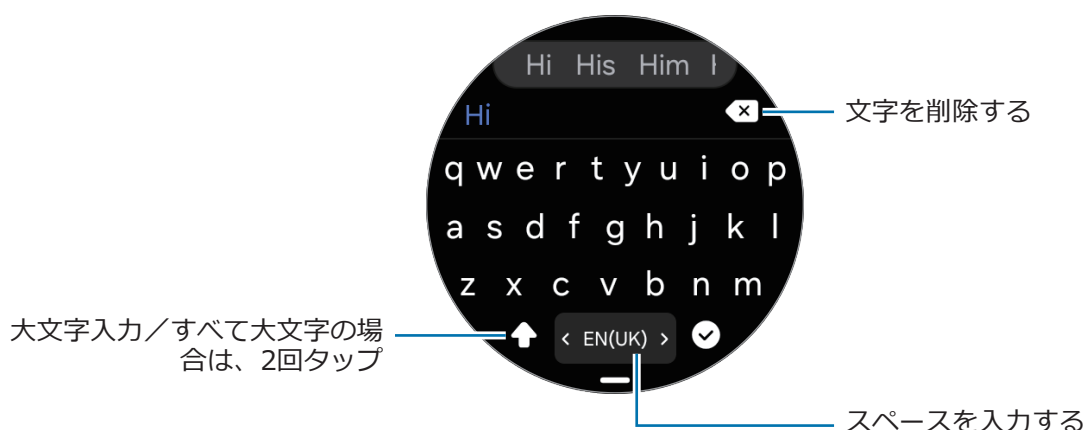 Hi His Him
Hi
文字を削除する
q w e r t y u i o p
a s d f g h j k l
z x c v b n m
大文字入力／すべて大文字の場
合は、2回タップ
< EN(UK) >
スペースを入力する